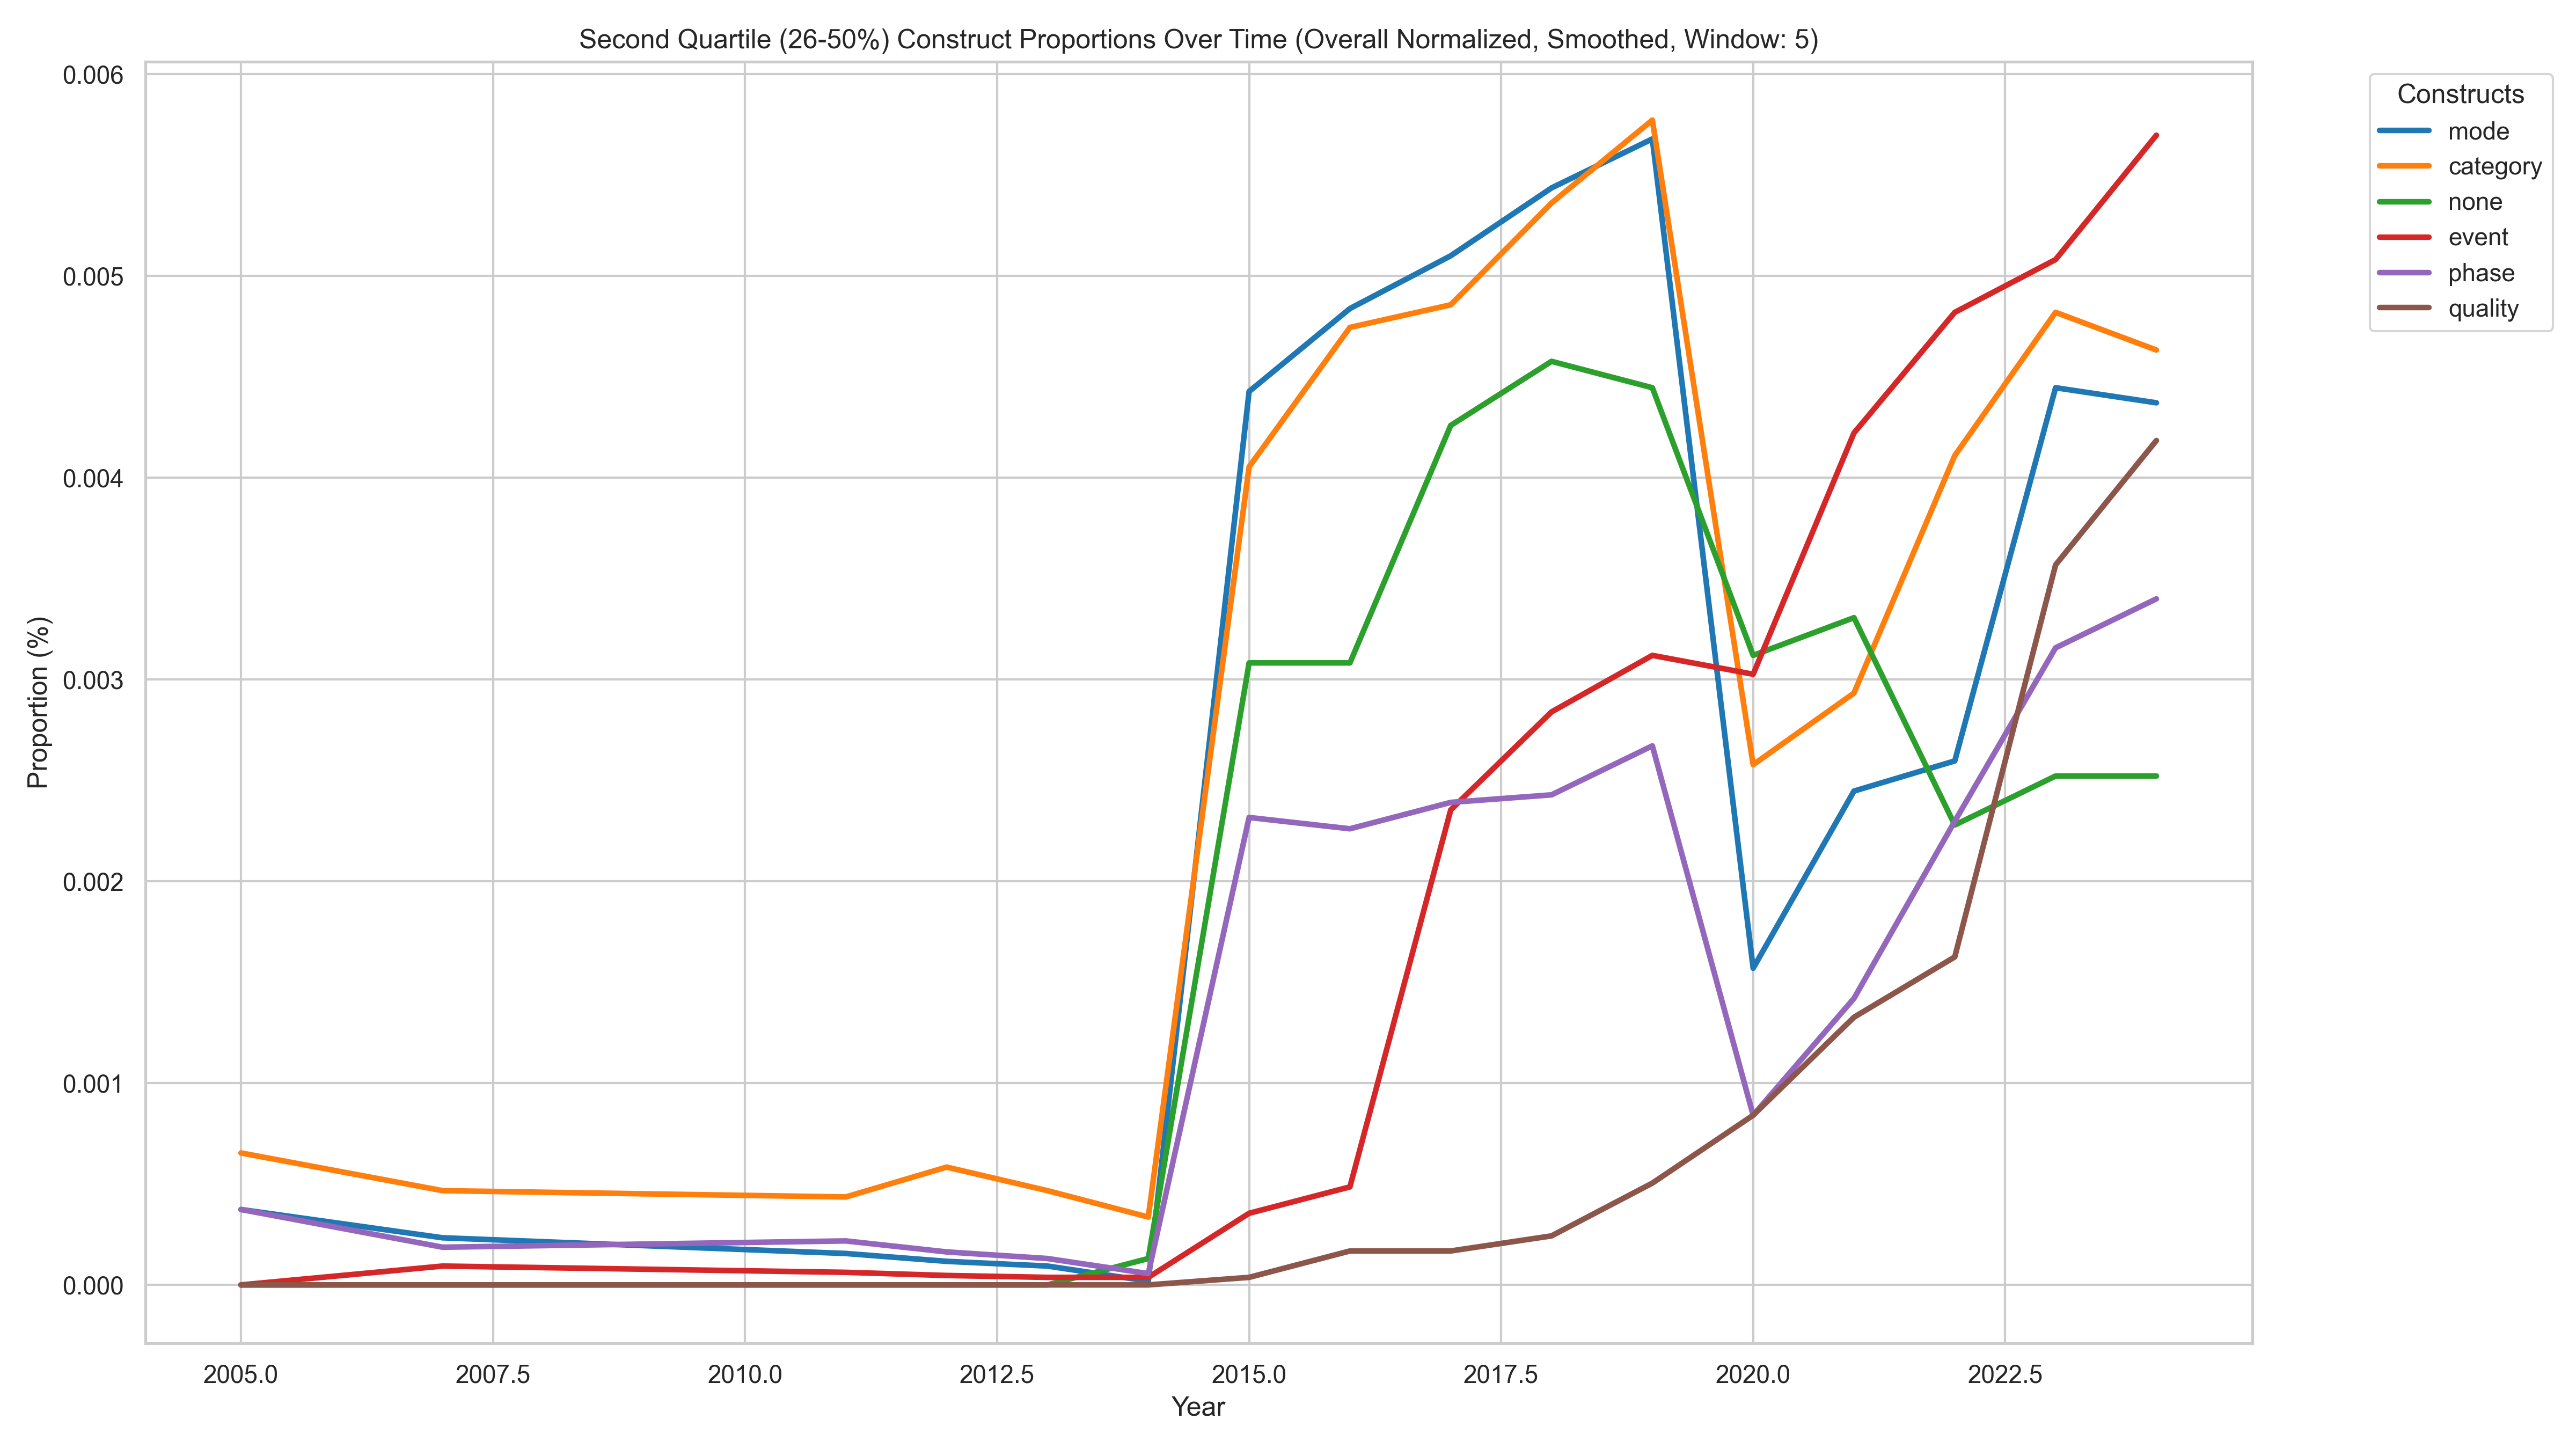 Second Quartile (26-50%) Construct Proportions Over Time (Overall Normalized, Smoothed, Window: 5)
Proportion (%)
0.006
0.005
0.004
0.003
0.002
0.001
0.000
2005.0 2007.5 2010.0 2012.5 2015.0 2017.5 2020.0 2022.5
Year
Constructs
mode
category
none
event
phase
quality